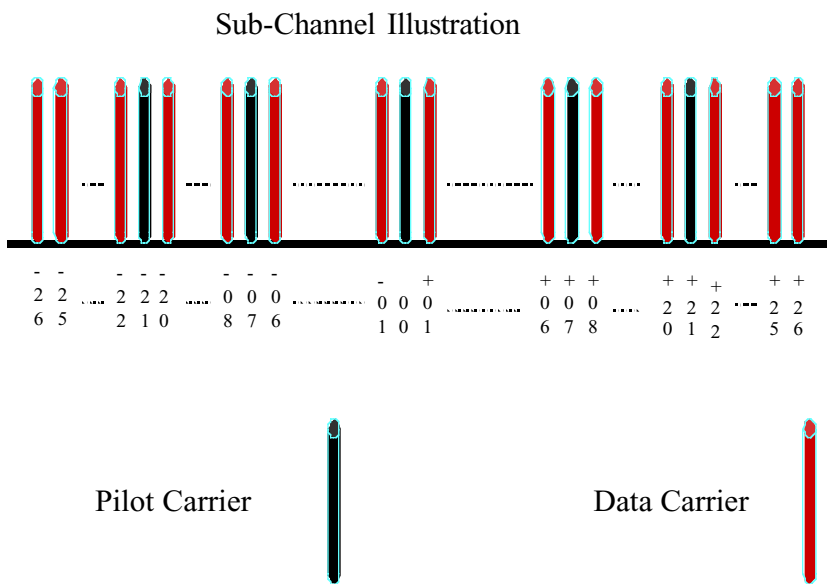 Sub-Channel Illustration
-26 -25 -22 -21 -20 -08 -07 -06 -01 00 +01 +06 +07 +08 +20 +21 +22 +25 +26
Pilot Carrier Data Carrier